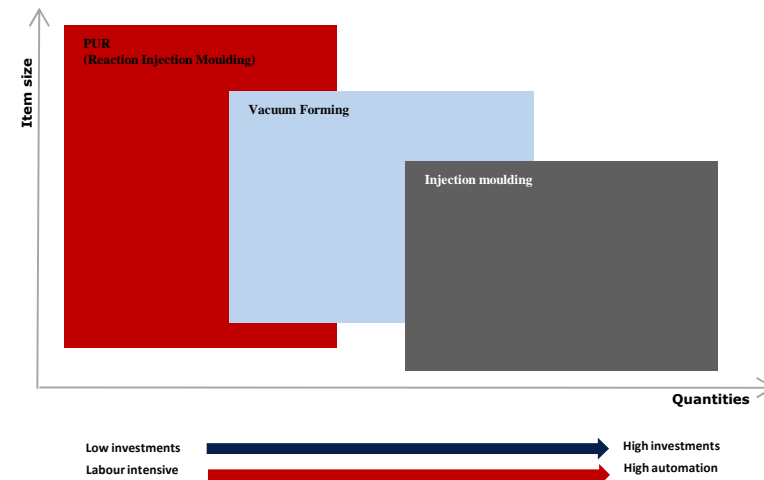 PUR
(Reaction Injection Moulding)
Item size
Vacuum Forming
Injection moulding
Quantities
Low investments
High investments
Labour intensive
High automation